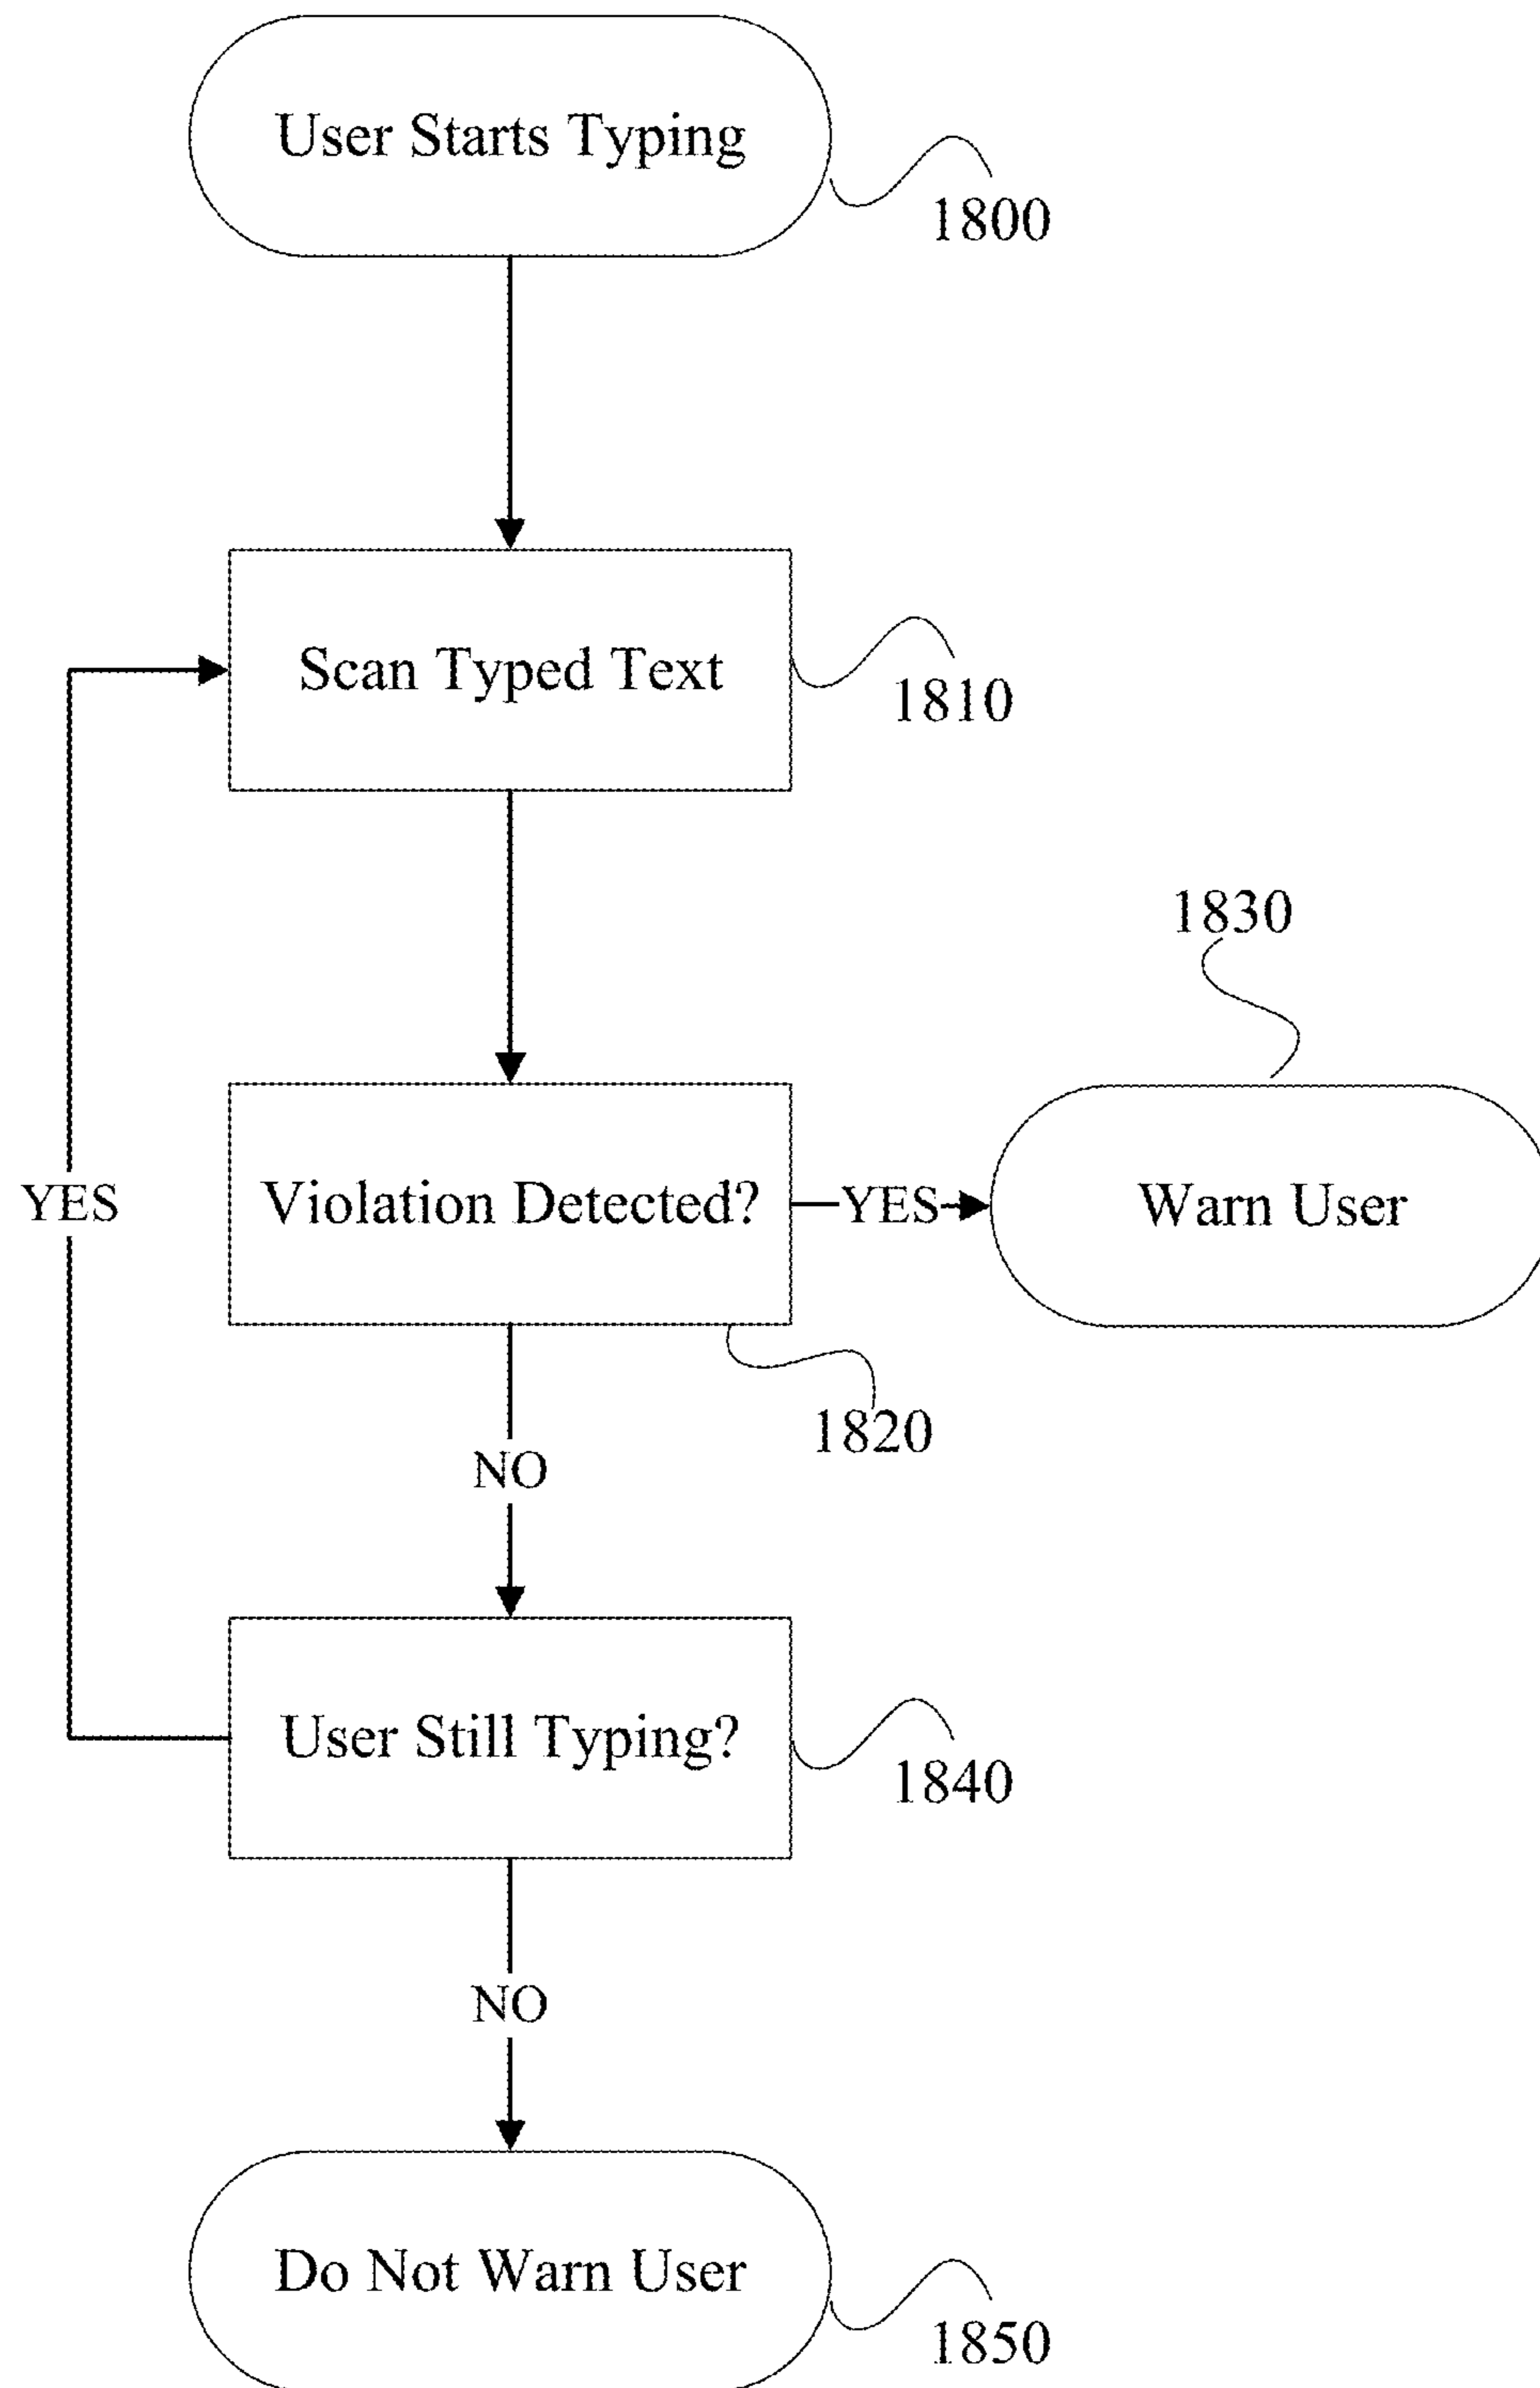 User Starts Typing
1800
Scan Typed Text
1810
1830
YES
Violation Detected?
YES
Warn User
1820
NO
User Still Typing?
1840
NO
Do Not Warn User
1850